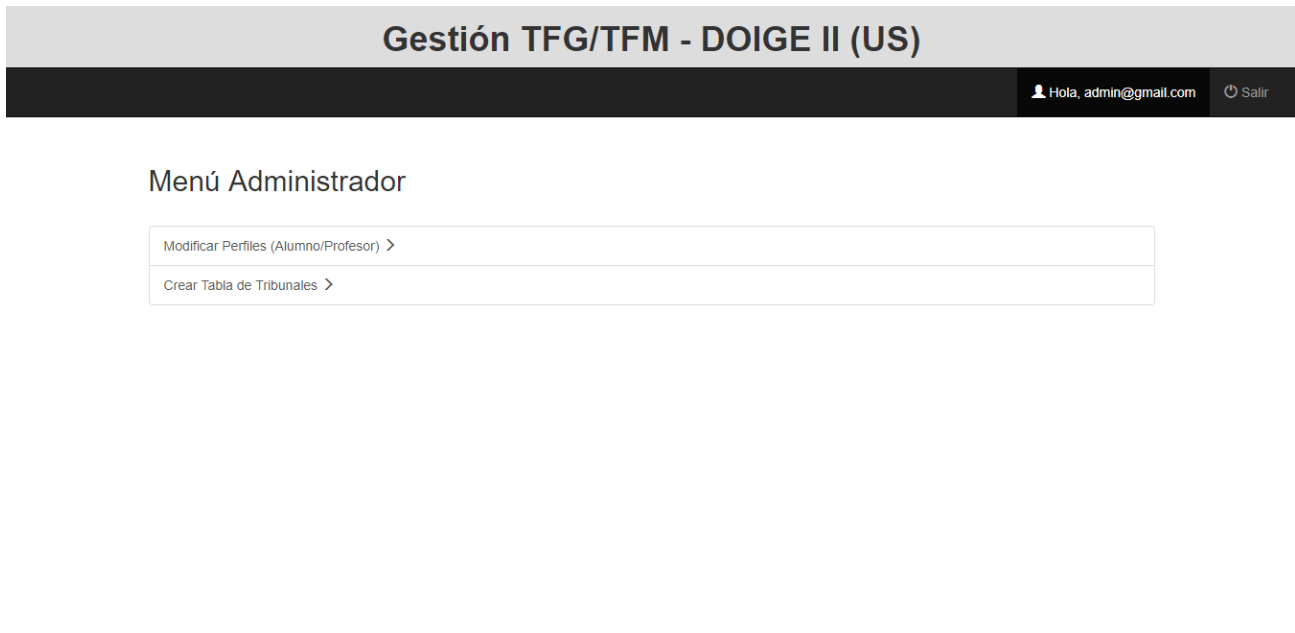 Gestión TFG/TFM - DOIGE II (US)
Hola, admin@gmail.com Salir
Menú Administrador
Modificar Perfiles (Alumno/Profesor)
Crear Tabla de Tribunales